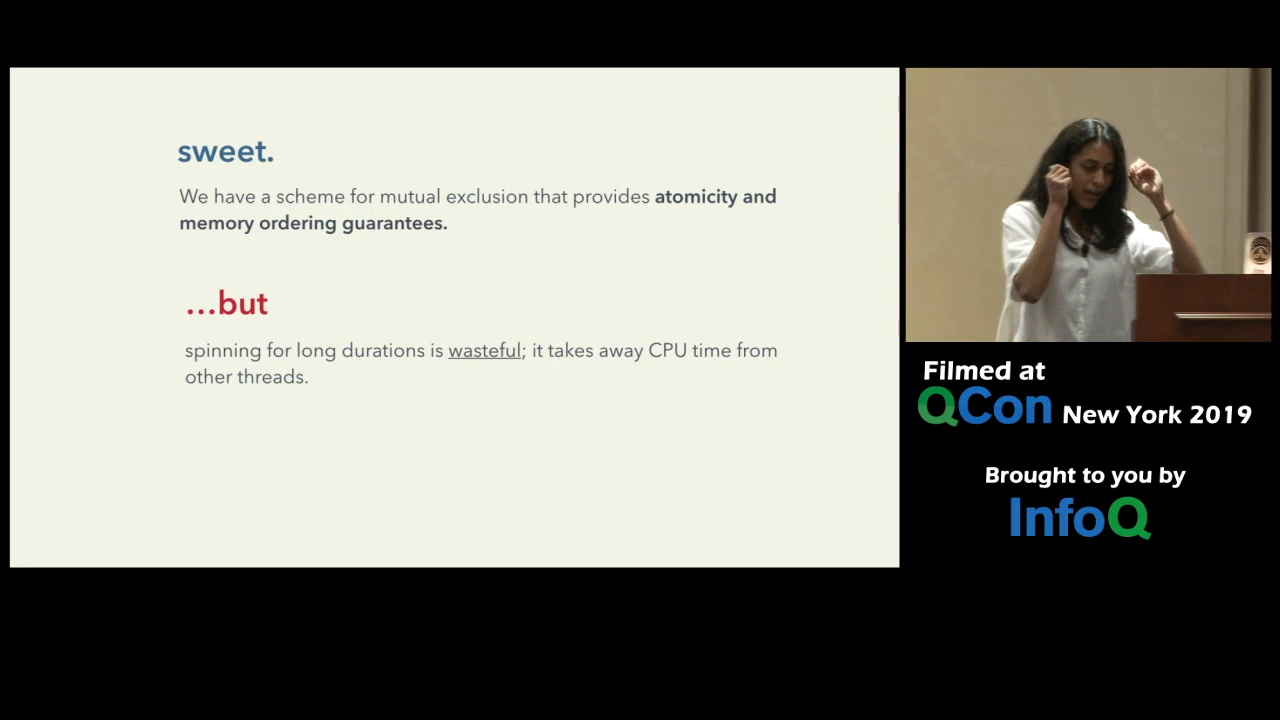 sweet.
We have a scheme for mutual exclusion that provides atomicity and
memory ordering guarantees.
...but
spinning for long durations is wasteful; it takes away CPU time from
other threads.
Filmed at
QCon New York 2019
Brought to you by
InfoQ